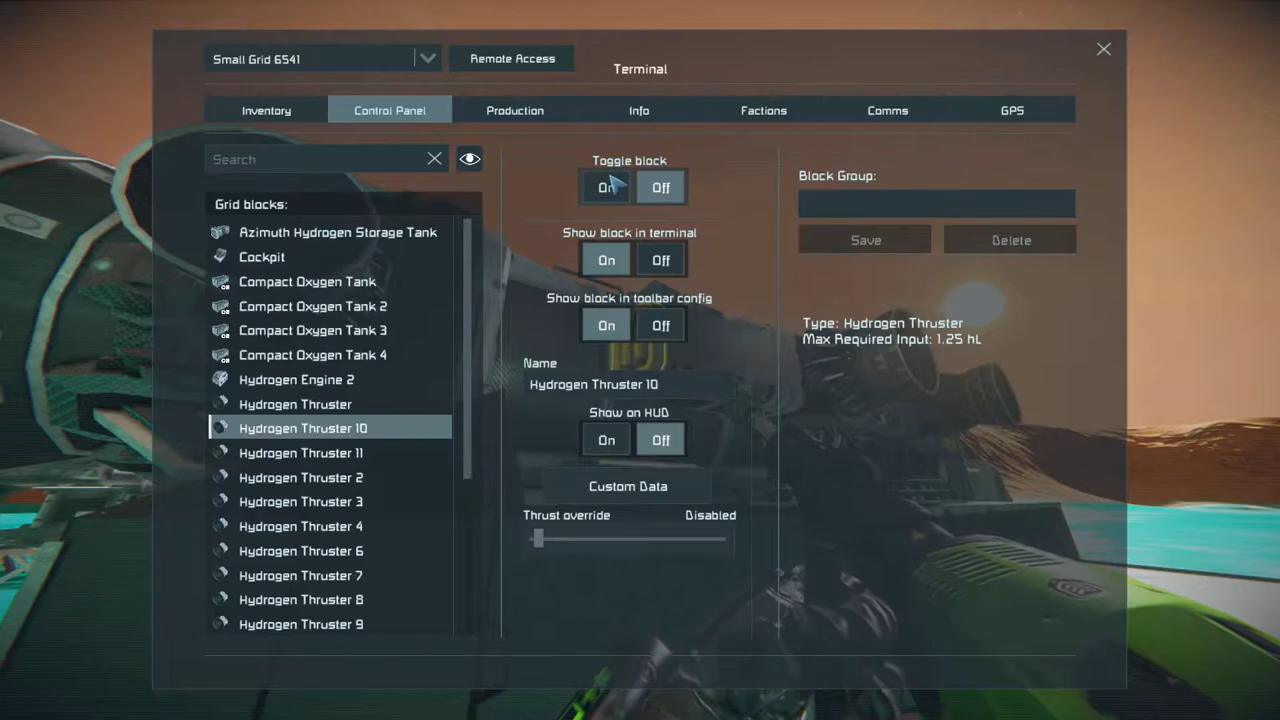 Small Grid 6541
Remote Access
Terminal
Inventory
Control Panel
Production
Info
Factions
Comms
GPS
Search
Grid blocks:
Azimuth Hydrogen Storage Tank
Cockpit
Compact Oxygen Tank
Compact Oxygen Tank 2
Compact Oxygen Tank 3
Compact Oxygen Tank 4
Hydrogen Engine 2
Hydrogen Thruster
Hydrogen Thruster 10
Hydrogen Thruster 11
Hydrogen Thruster 2
Hydrogen Thruster 3
Hydrogen Thruster 4
Hydrogen Thruster 6
Hydrogen Thruster 7
Hydrogen Thruster 8
Hydrogen Thruster 9
Toggle block
On Off
Show block in terminal
On Off
Show block in toolbar config
On Off
Name
Hydrogen Thruster 10
Show on HUD
On Off
Custom Data
Thrust override Disabled
Block Group:
Save Delete
Type: Hydrogen Thruster
Max Required Input: 1.25 hL